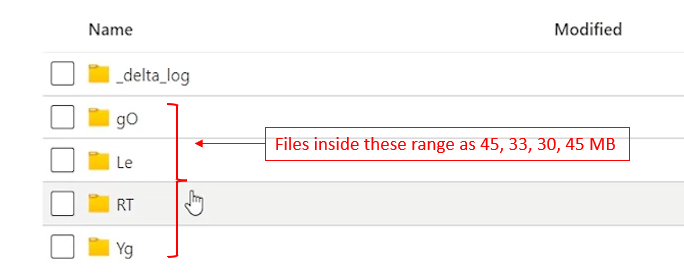 Name Modified
_delta_log
gO
Files inside these range as 45, 33, 30, 45 MB
Le
RT
Yg